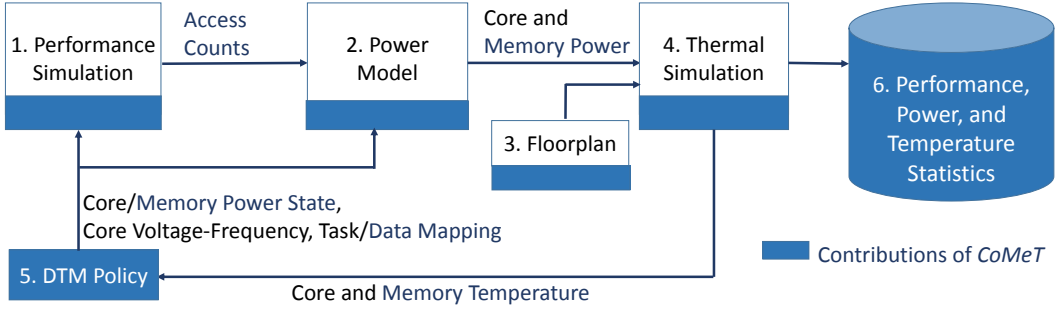 1. Performance
Simulation
Access
Counts
2. Power
Model
Core and
Memory Power
4. Thermal
Simulation
3. Floorplan
6. Performance,
Power, and
Temperature
Statistics
Core/Memory Power State,
Core Voltage-Frequency, Task/Data Mapping
5. DTM Policy
Core and Memory Temperature
Contributions of CoMeT